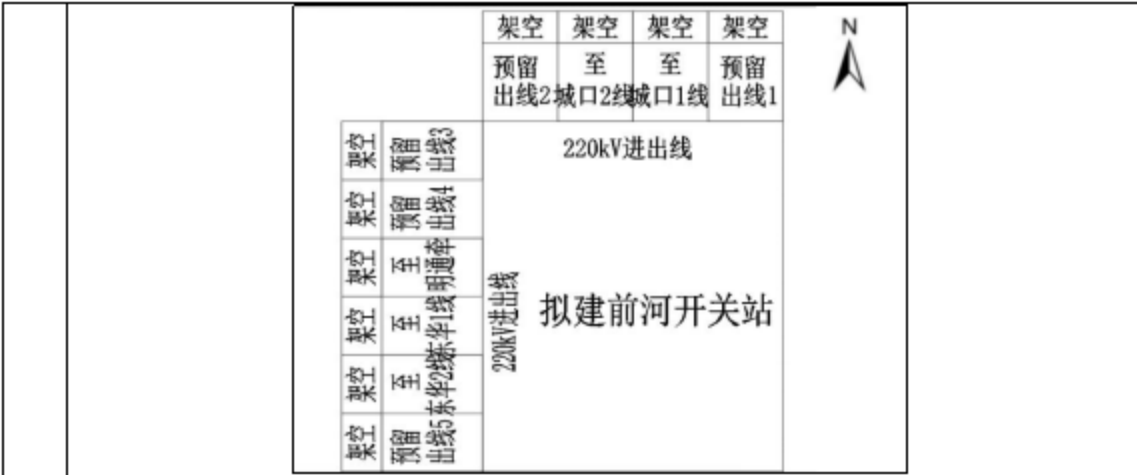 架空 架空 架空 架空
N
预留
出线2
至
城口2线
至
城口1线
预留
出线1
220kV进出线
架空
预留
出线3
架空
预留
出线4
架空
至
明通牵
架空
至
东华1线
架空
至
东华2线
架空
预留
出线5
220kV进出线
拟建前河开关站